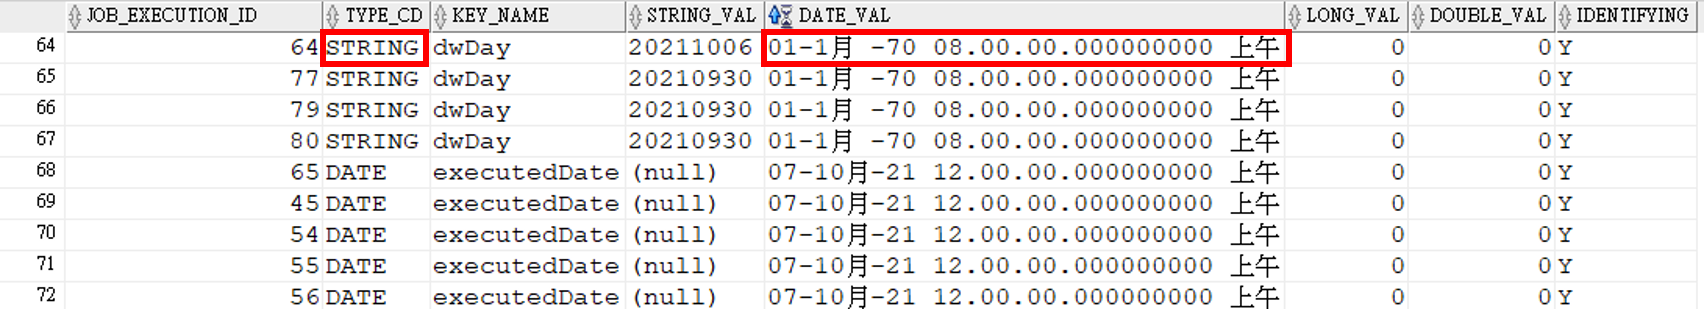 JOB_EXECUTION_ID TYPE_CD KEY_NAME STRING_VAL DATE_VAL LONG_VAL DOUBLE_VAL IDENTIFYING
64 64 STRING dwDay 20211006 01-1月 -70 08.00.00.000000000 上午 0 0 Y
65 77 STRING dwDay 20210930 01-1月 -70 08.00.00.000000000 上午 0 0 Y
66 79 STRING dwDay 20210930 01-1月 -70 08.00.00.000000000 上午 0 0 Y
67 80 STRING dwDay 20210930 01-1月 -70 08.00.00.000000000 上午 0 0 Y
68 65 DATE executedDate (null) 07-10月-21 12.00.00.000000000 上午 0 0 Y
69 45 DATE executedDate (null) 07-10月-21 12.00.00.000000000 上午 0 0 Y
70 54 DATE executedDate (null) 07-10月-21 12.00.00.000000000 上午 0 0 Y
71 55 DATE executedDate (null) 07-10月-21 12.00.00.000000000 上午 0 0 Y
72 56 DATE executedDate (null) 07-10月-21 12.00.00.000000000 上午 0 0 Y